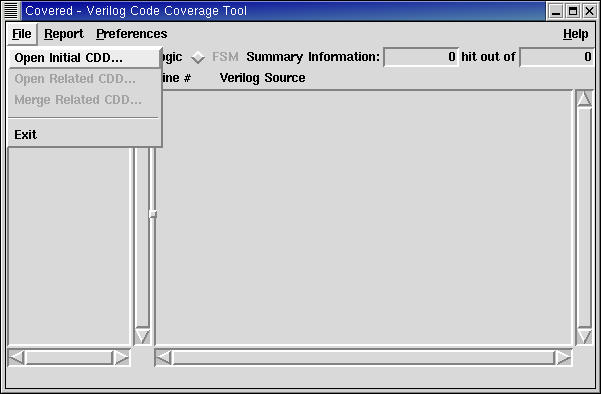 Covered - Verilog Code Coverage Tool
File Report Preferences Help
Open Initial CDD...
Open Related CDD...
Merge Related CDD...
Exit
ogic FSM Summary Information: 0 hit out of 0
ine # Verilog Source